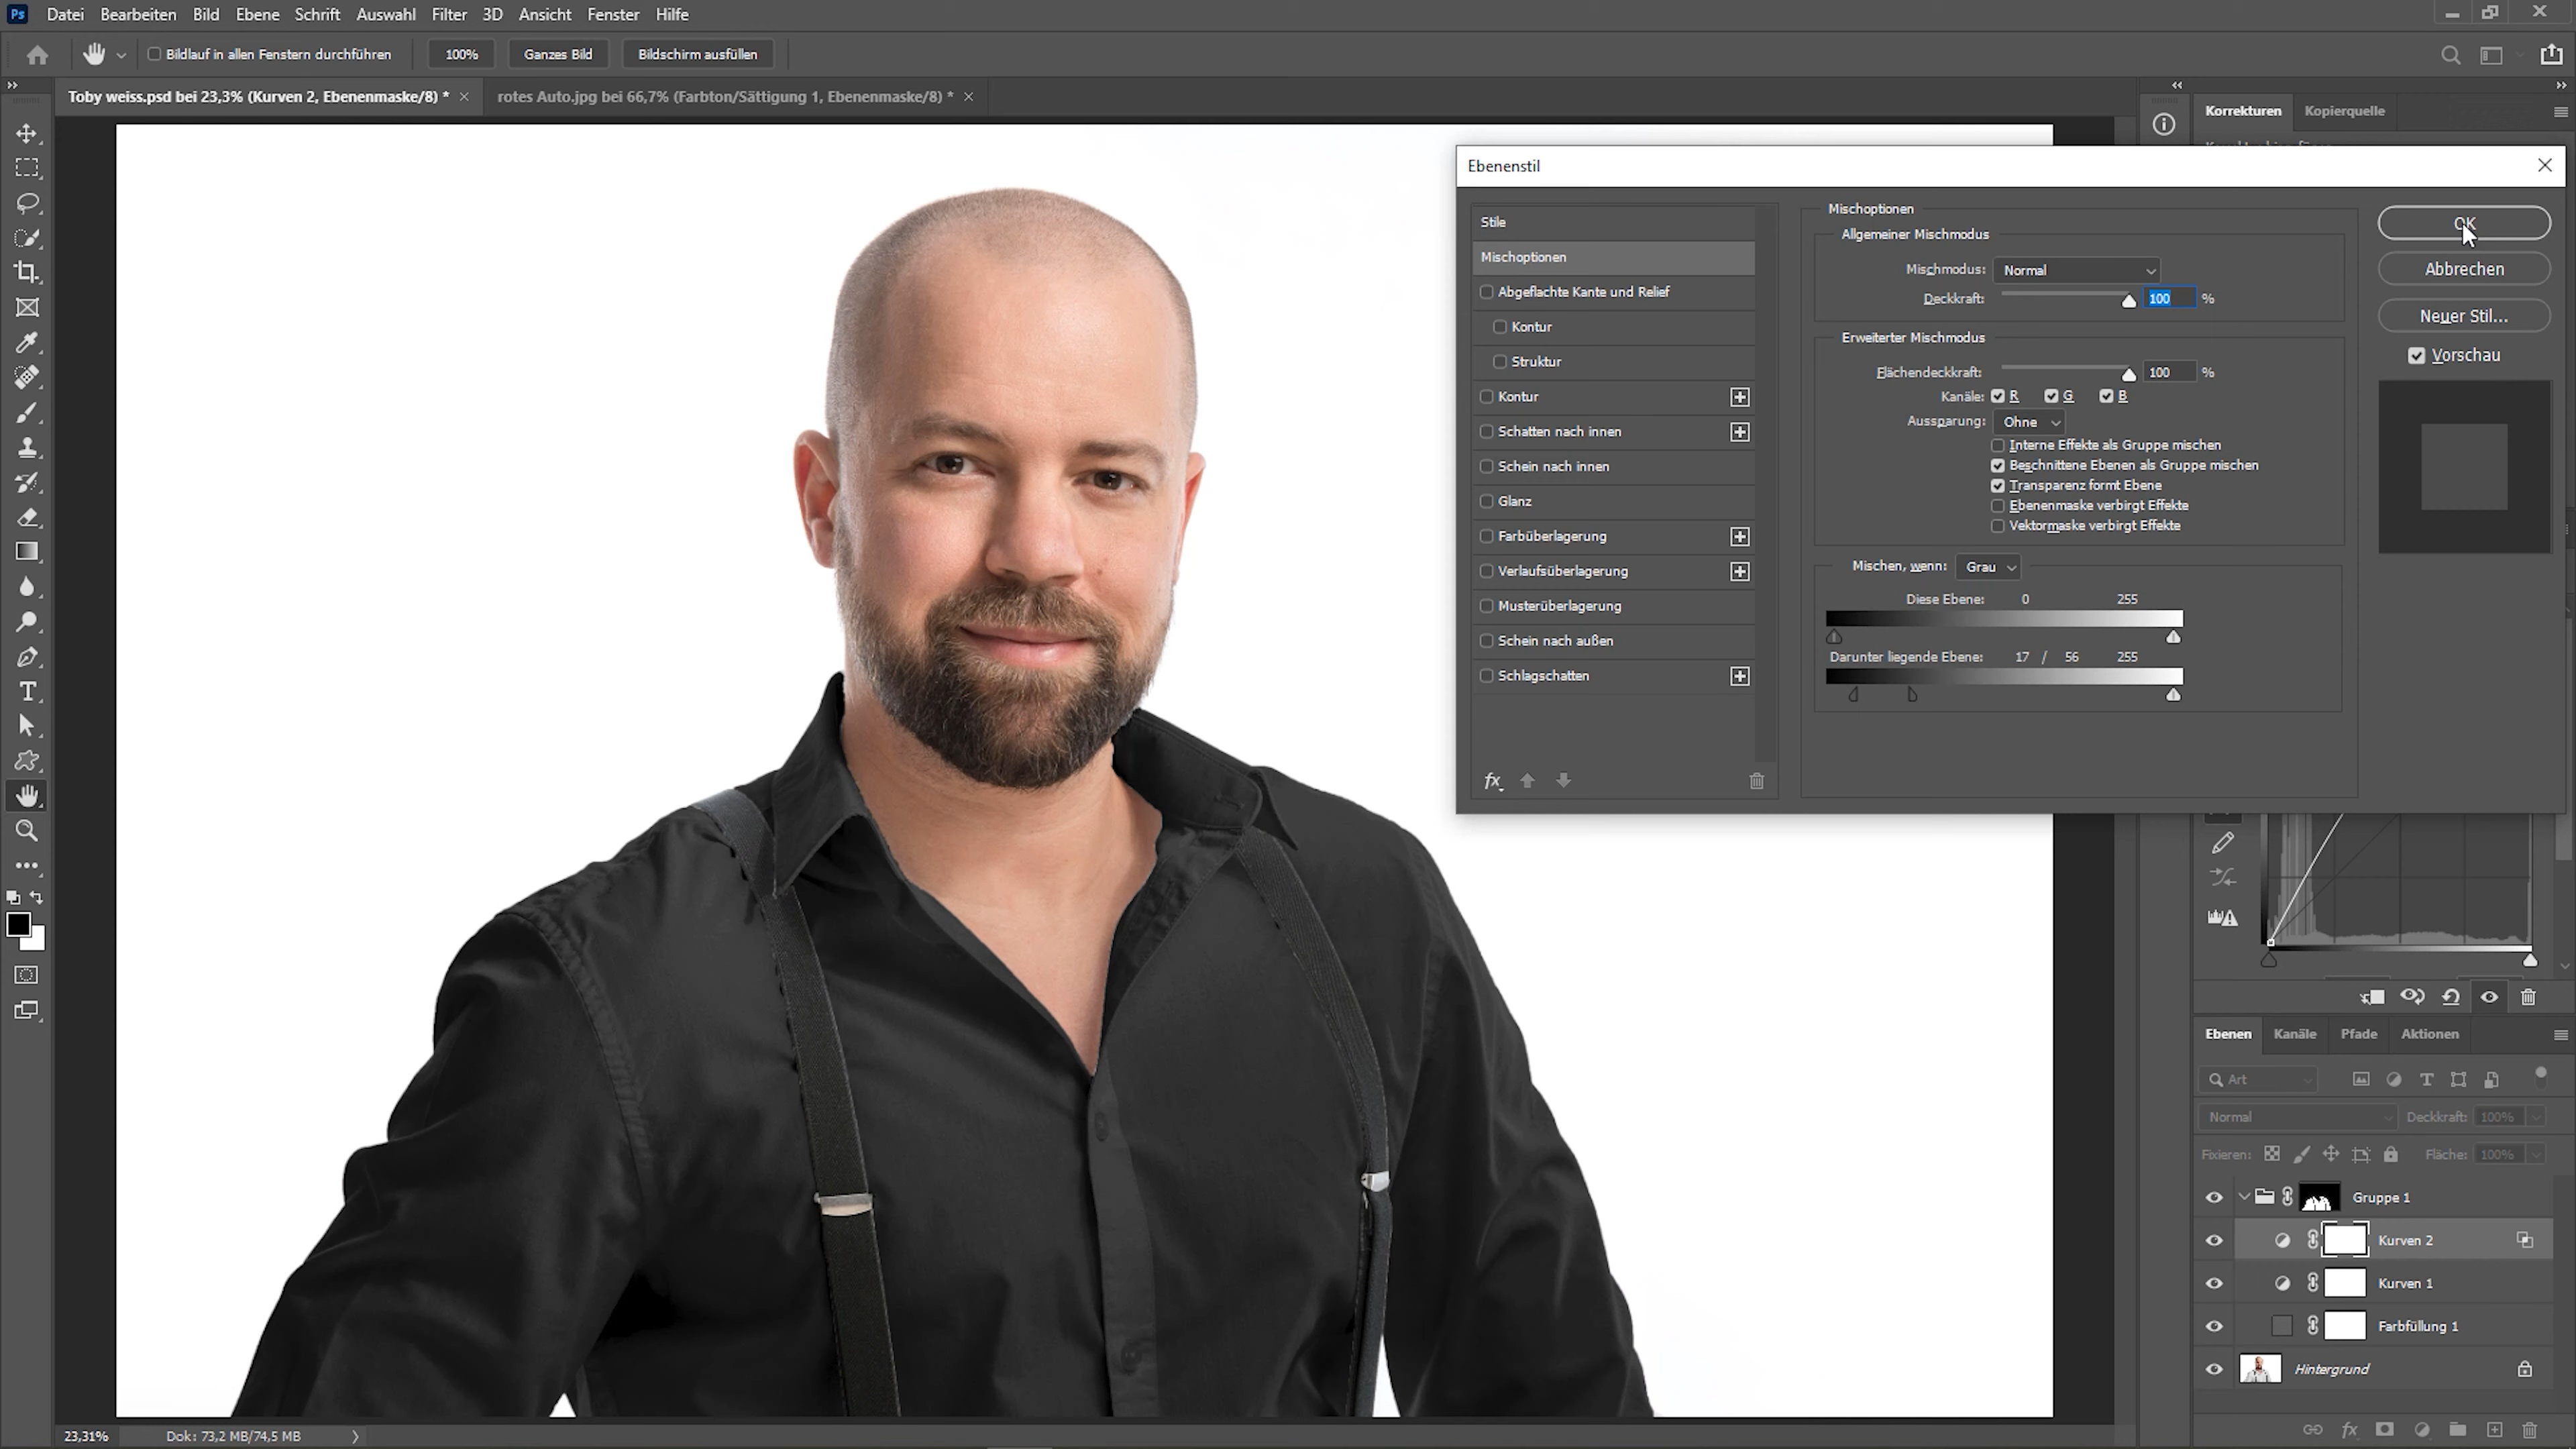 Ps Datei Bearbeiten Bild Ebene Schrift Auswahl Filter 3D Ansicht Fenster Hilfe
Bildlauf in allen Fenstern durchführen 100% Ganzes Bild Bildschirm ausfüllen
Toby weiss.psd bei 23,3% (Kurven 2, Ebenenmaske/8) * × rotes Auto.jpg bei 66,7% (Farbton/Sättigung 1, Ebenenmaske/8) * ×
Korrekturen Kopierquelle
Ebenenstil
Stile
Mischoptionen
Abgeflachte Kante und Relief
Kontur
Struktur
Kontur
Schatten nach innen
Schein nach innen
Glanz
Farbüberlagerung
Verlaufsüberlagerung
Musterüberlagerung
Schein nach außen
Schlagschatten
fx
Mischoptionen
Allgemeiner Mischmodus
Mischmodus: Normal
Deckkraft: 100 %
Erweiterter Mischmodus
Flächendeckkraft: 100 %
Kanäle: R G B
Aussparung: Ohne
Interne Effekte als Gruppe mischen
Beschnittene Ebenen als Gruppe mischen
Transparenz formt Ebene
Ebenenmaske verbirgt Effekte
Vektormaske verbirgt Effekte
Mischen, wenn: Grau
Diese Ebene: 0 255
Darunter liegende Ebene: 17 / 56 255
OK
Abbrechen
Neuer Stil...
Vorschau
Ebenen Kanäle Pfade Aktionen
Art
Normal Deckkraft: 100%
Fixieren: Fläche: 100%
Gruppe 1
Kurven 2
Kurven 1
Farbfüllung 1
Hintergrund
fx
23,31% Dok: 73,2 MB/74,5 MB